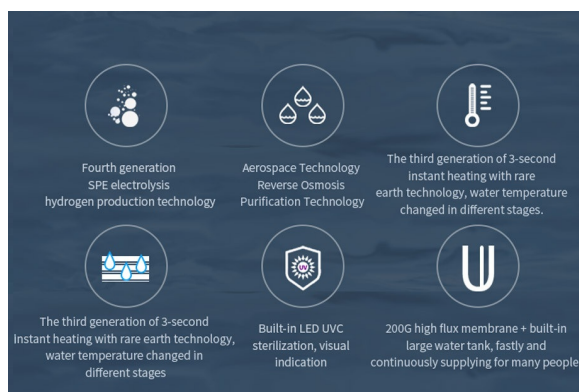 Fourth generation
SPE electrolysis
hydrogen production technology
Aerospace Technology
Reverse Osmosis
Purification Technology
The third generation of 3-second
instant heating with rare
earth technology, water temperature
changed in different stages.
The third generation of 3-second
instant heating with rare earth technology,
water temperature changed in
different stages
UV
Built-in LED UVC
sterilization, visual
indication
200G high flux membrane + built-in
large water tank, fastly and
continuously supplying for many people